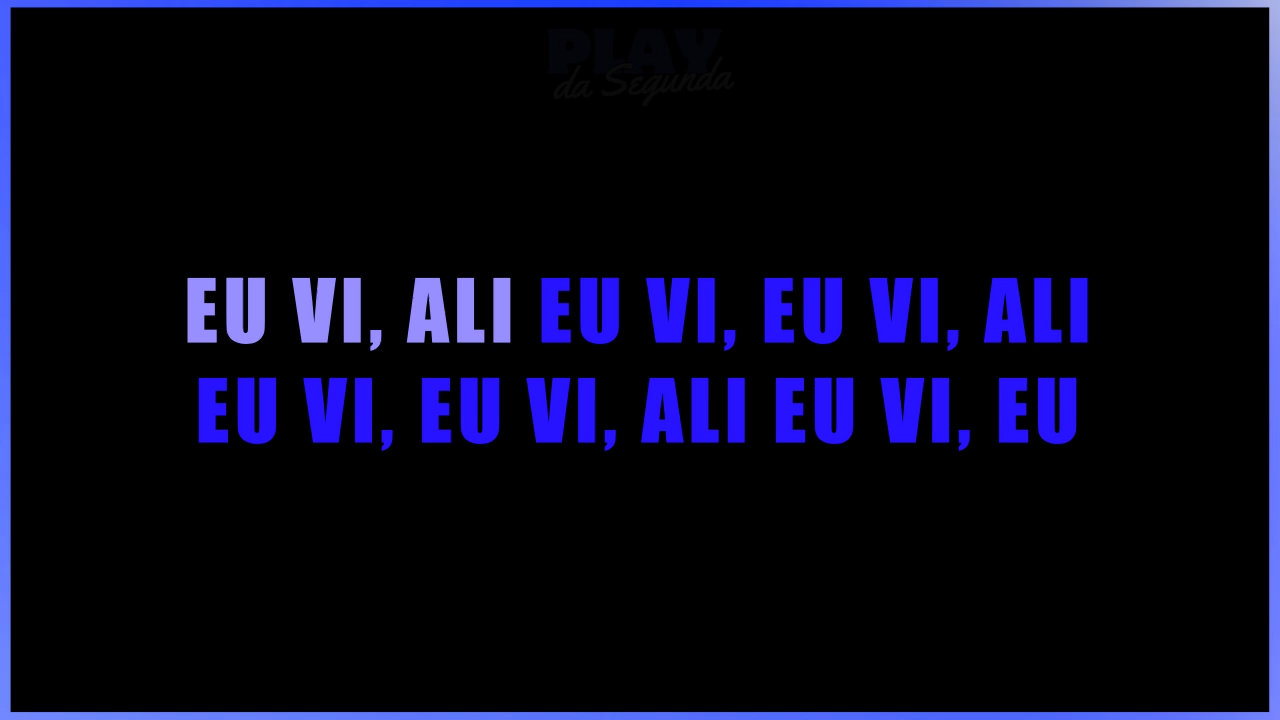 PLAY
da Segunda
EU VI, ALI EU VI, EU VI, ALI
EU VI, EU VI, ALI EU VI, EU